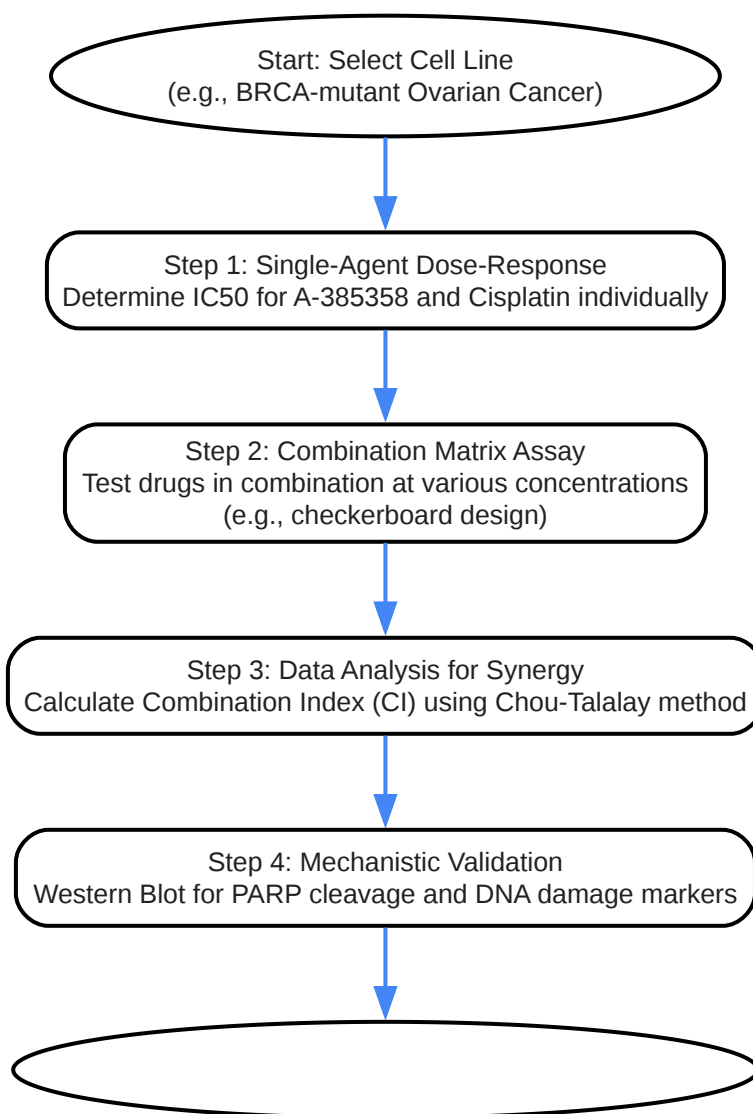 Start: Select Cell Line
(e.g., BRCA-mutant Ovarian Cancer)
Step 1: Single-Agent Dose-Response
Determine IC50 for A-385358 and Cisplatin individually
Step 2: Combination Matrix Assay
Test drugs in combination at various concentrations
(e.g., checkerboard design)
Step 3: Data Analysis for Synergy
Calculate Combination Index (CI) using Chou-Talalay method
Step 4: Mechanistic Validation
Western Blot for PARP cleavage and DNA damage markers